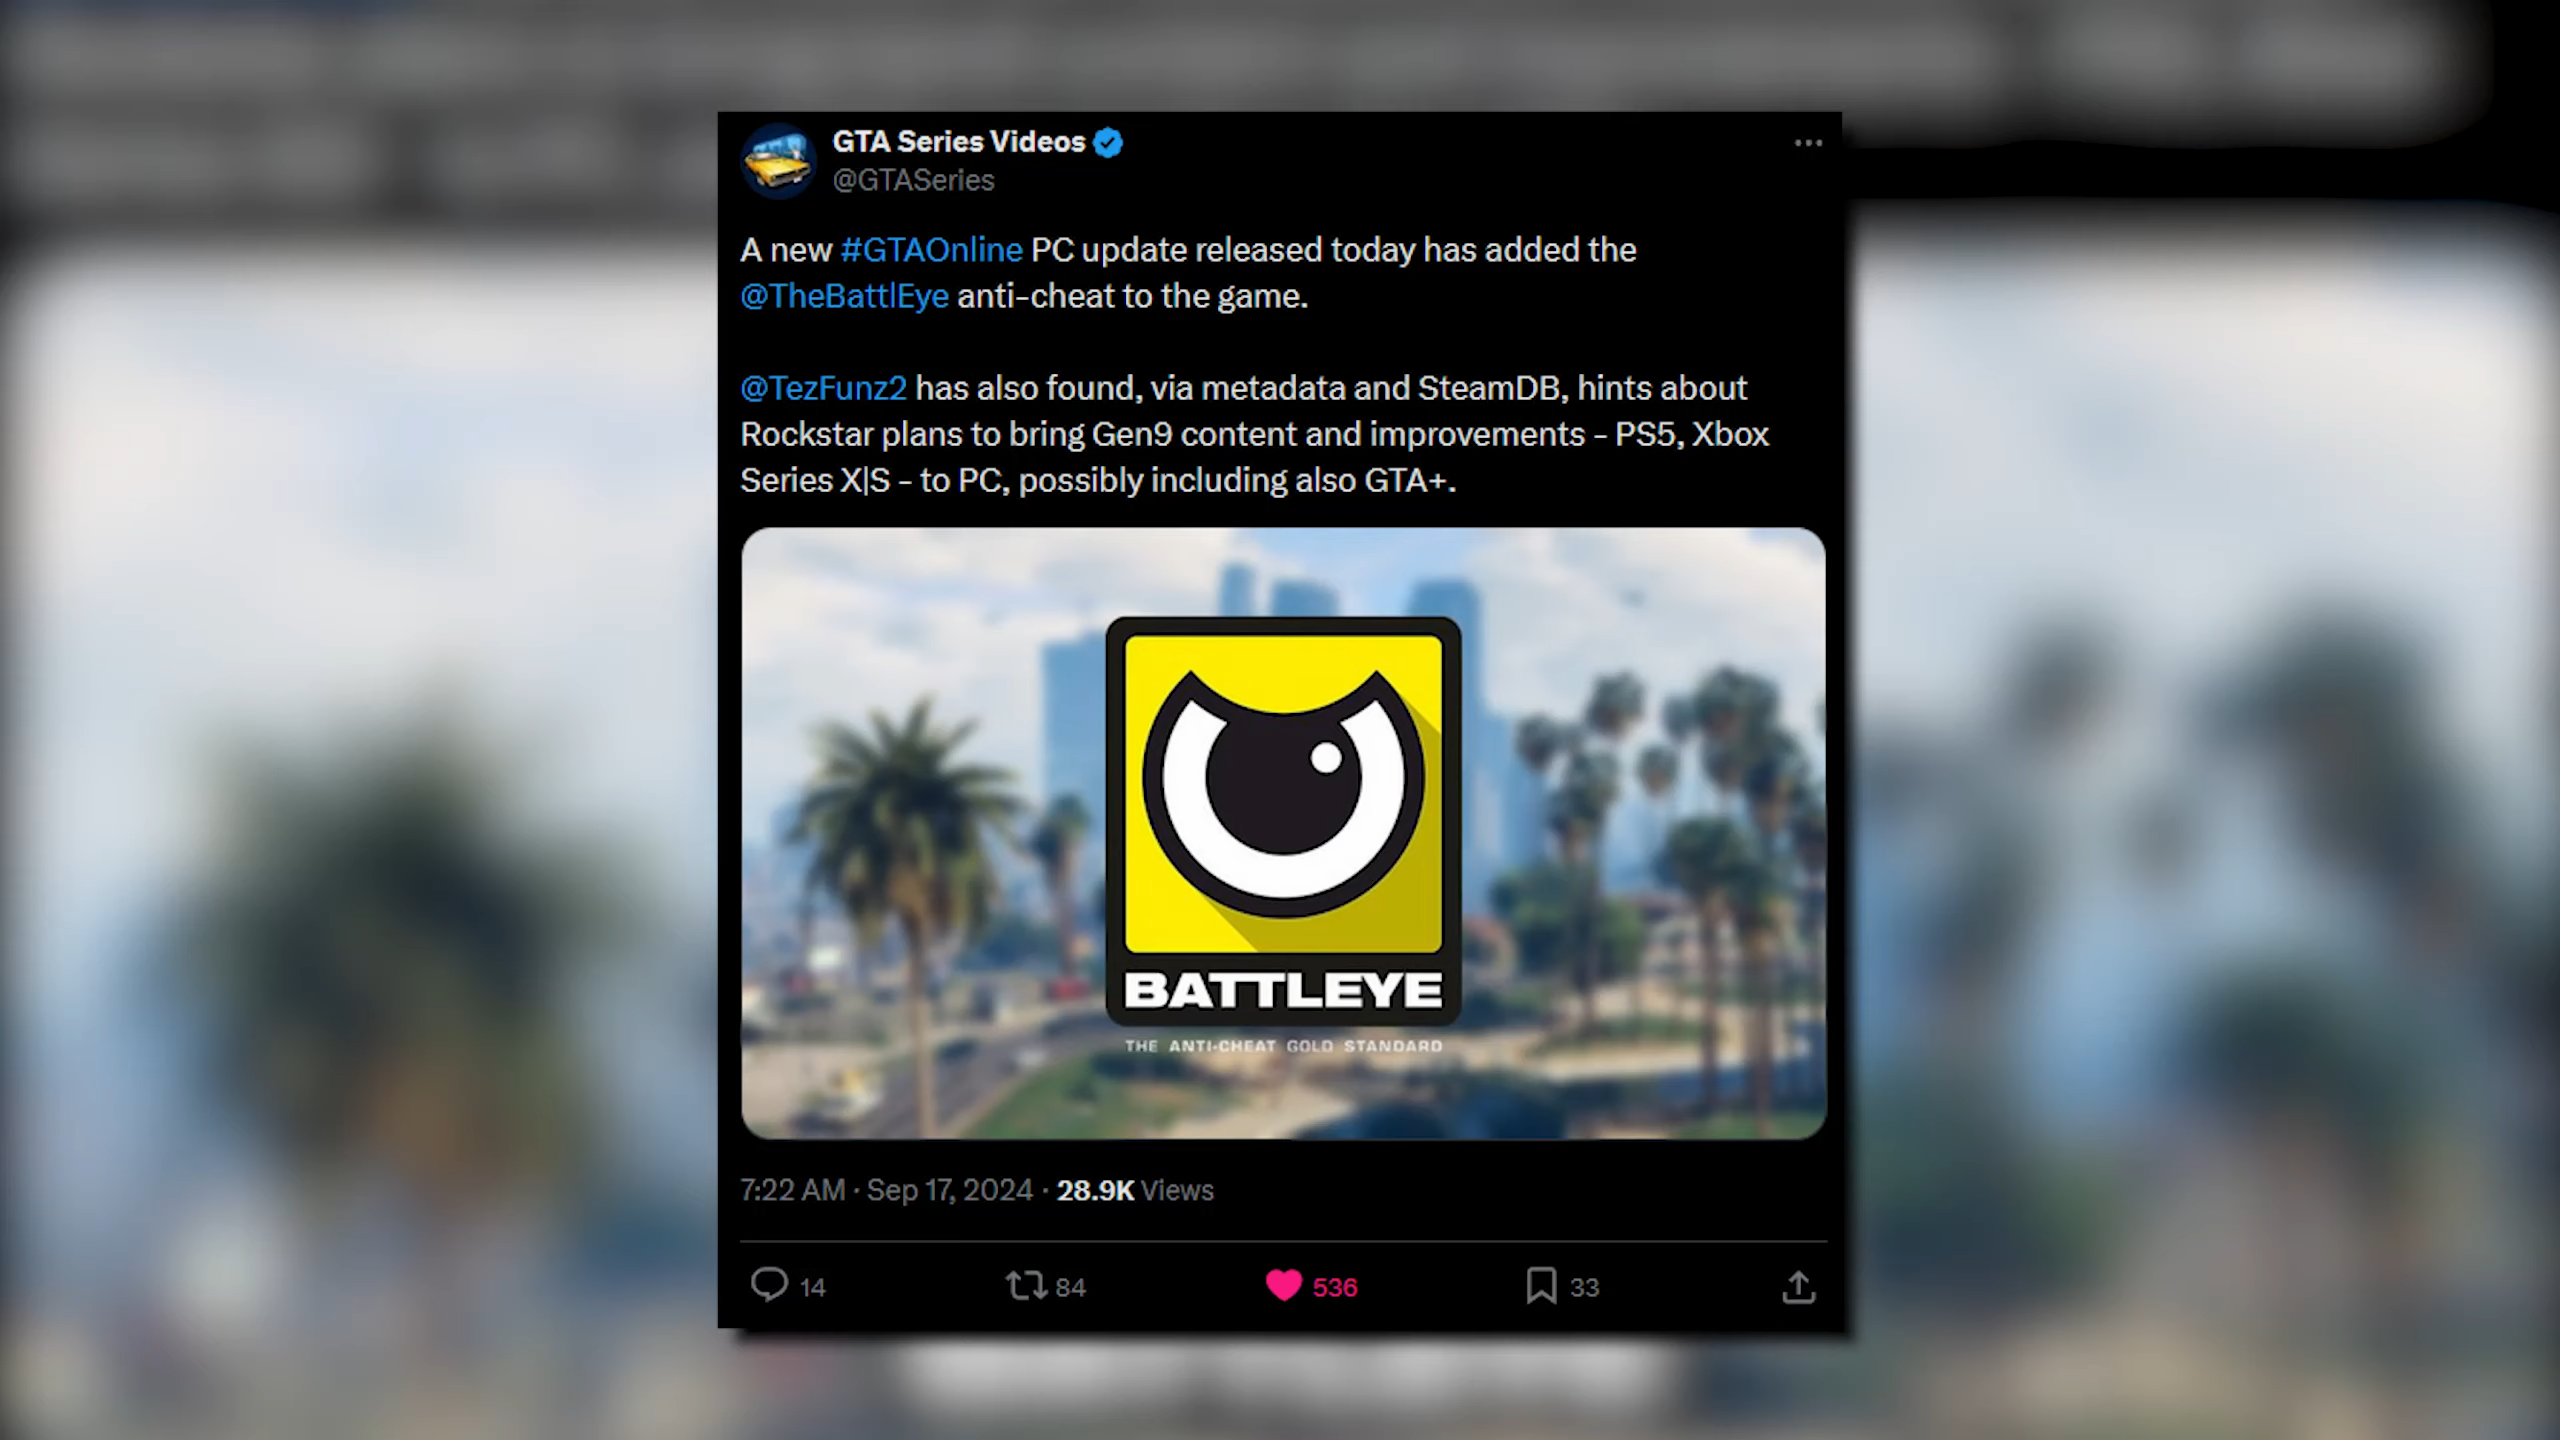 GTA Series Videos
@GTASeries
A new #GTAOnline PC update released today has added the
@TheBattlEye anti-cheat to the game.
@TezFunz2 has also found, via metadata and SteamDB, hints about
Rockstar plans to bring Gen9 content and improvements - PS5, Xbox
Series X|S - to PC, possibly including also GTA+.
BATTLEYE
THE ANTI-CHEAT GOLD STANDARD
7:22 AM · Sep 17, 2024 · 28.9K Views
14 84 536 33